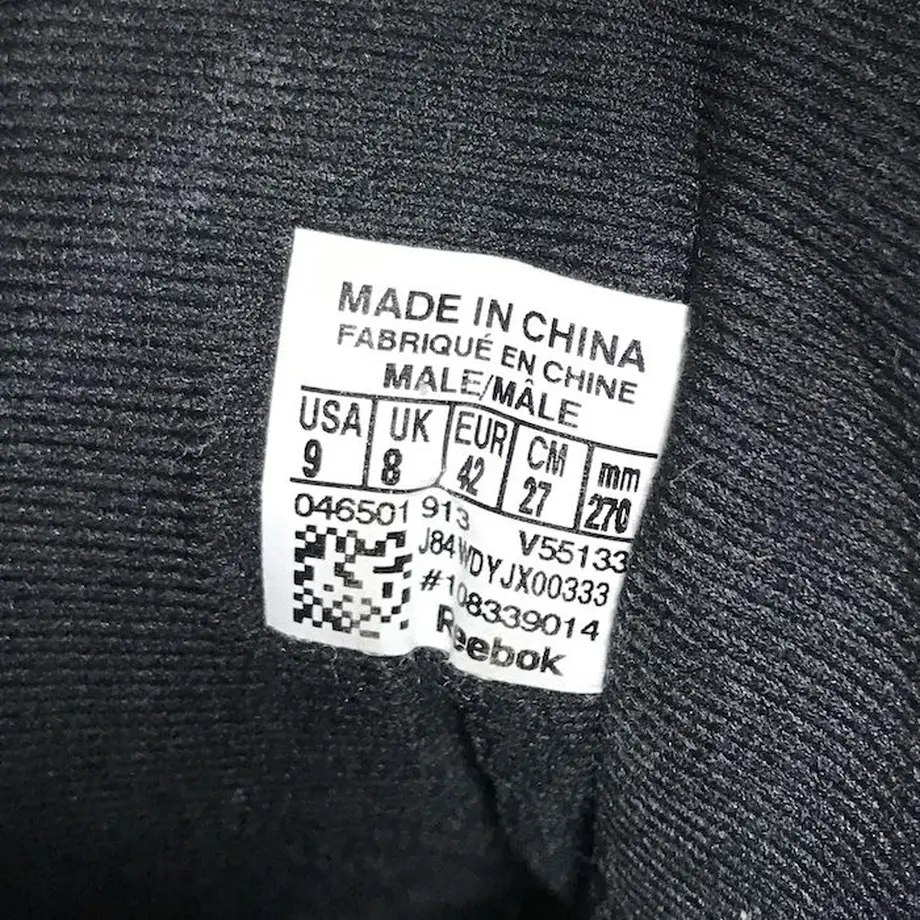 MADE IN CHINA
FABRIQUÉ EN CHINE
MALE/MÂLE
USA UK EUR CM mm
9 8 42 27 270
046501 913 V55133
J84WDYJX00333
#108339014
Reebok